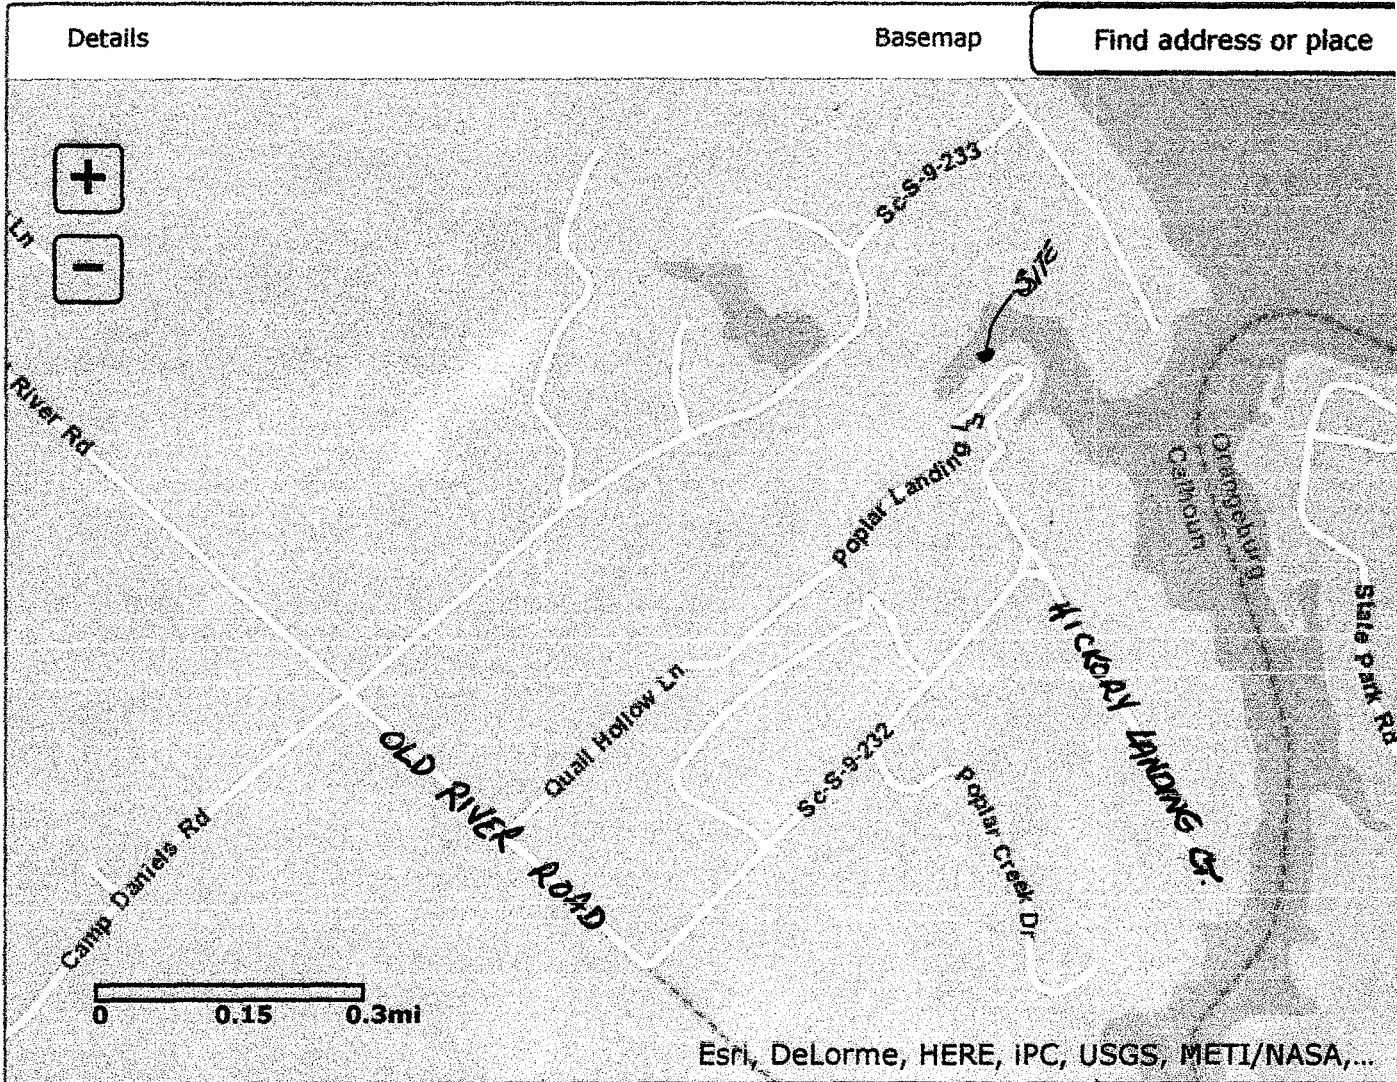 Details
Basemap
Find address or place
+
−
Sc-S-9-233
Ln
SITE
River Rd
Poplar Landing Ln
Orangeburg
Calhoun
State Park Rd
HICKORY LANDING CT.
Quail Hollow Ln
OLD RIVER ROAD
Sc-S-9-232
Poplar Creek Dr
Camp Daniels Rd
0 0.15 0.3mi
Esri, DeLorme, HERE, iPC, USGS, METI/NASA,...